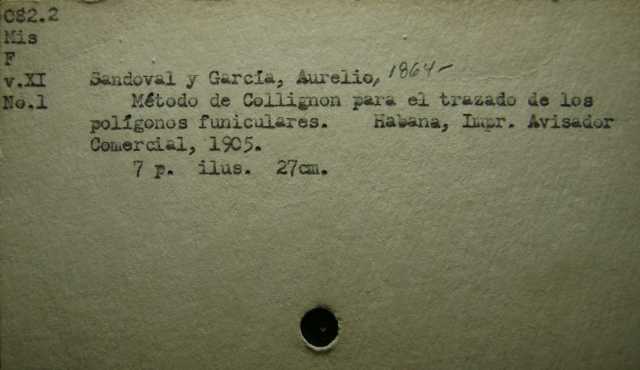 082.2
Mis
F
v.XI Sandoval y García, Aurelio, 1864-
No.1 Método de Collignon para el trazado de los
polígonos funiculares. Habana, Impr. Avisador
Comercial, 1905.
7 p. ilus. 27cm.